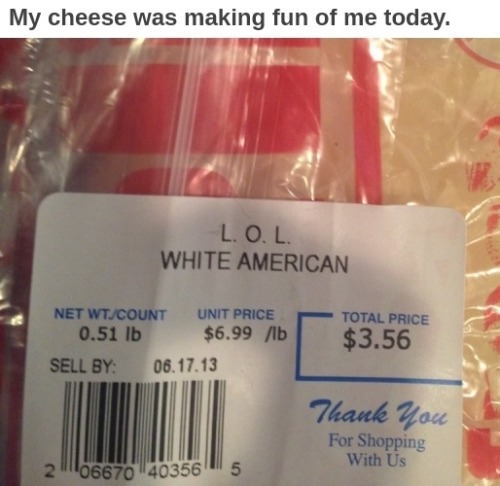 My cheese was making fun of me today.
L. O. L.
WHITE AMERICAN
NET WT./COUNT UNIT PRICE TOTAL PRICE
0.51 lb $6.99 /lb $3.56
SELL BY: 06.17.13
Thank You
For Shopping
With Us
2 06670 40356 5